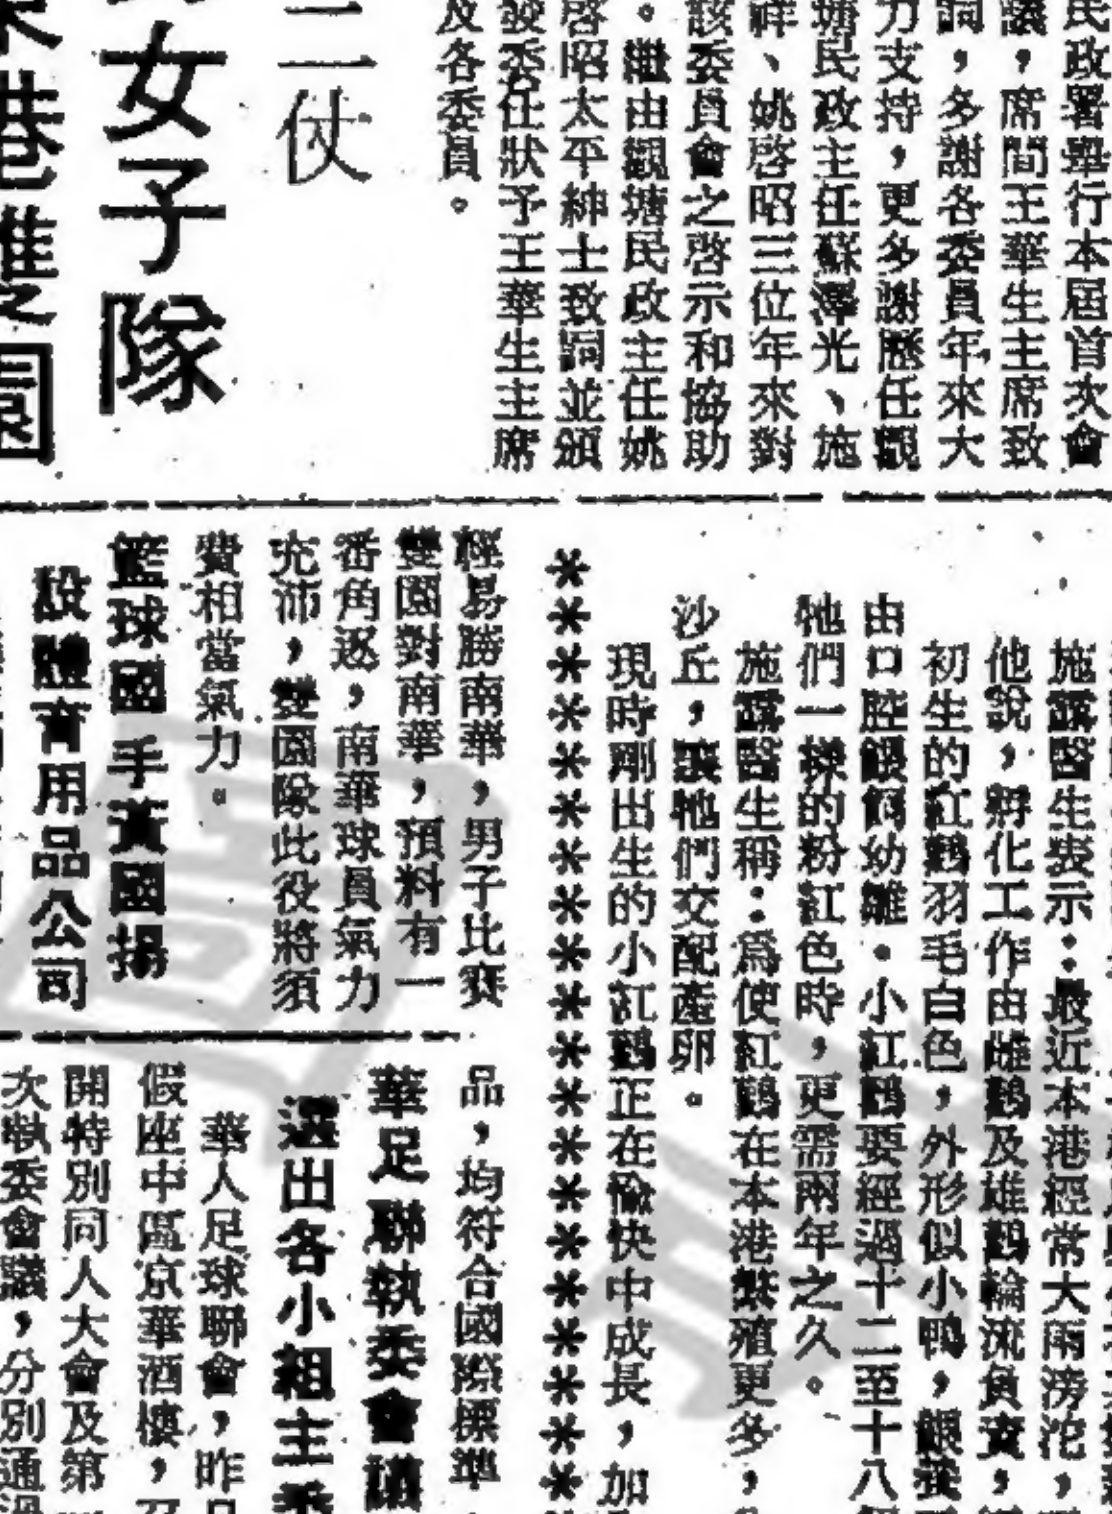 民政署舉行本屆首次會
議，席間王華生主席致
詞，多謝各委員年來大
力支持，更多謝歷任觀
塘民政主任蘇澤光、施
祥、姚啓昭三位年來對
該委員會之啓示和協助
。繼由觀塘民政主任姚
啓昭太平紳士致詞並頒
發委任狀予王華生主席
及各委員。
二仗
女子隊
港雙園
施露醫生表示：最近本港經常大雨滂沱，
他說，孵化工作由雌鸛及雄鸛輪流負責，
初生的紅鸛羽毛白色，外形似小鴨，餵養
由口腔餵飼幼雛。小紅鸛要經過十二至十八
牠們一樣的粉紅色時，更需兩年之久。
施露醫生稱：爲使紅鸛在本港繁殖更多，
沙丘，讓牠們交配產卵。
現時剛出生的小紅鸛正在愉快中成長，加
＊＊＊＊＊＊＊＊＊＊＊＊＊＊＊＊＊＊＊＊
輕易勝南華，男子比賽
雙園對南華，預料有一
番角逐，南華球員氣力
充沛，雙園隊此役將須
費相當氣力。
籃球國手黃國揚
設體育用品公司
品，均符合國際標準
華足聯執委會議
選出各小組主委
華人足球聯會，昨
假座中區京華酒樓，召
開特別同人大會及第
次執委會議，分別通過